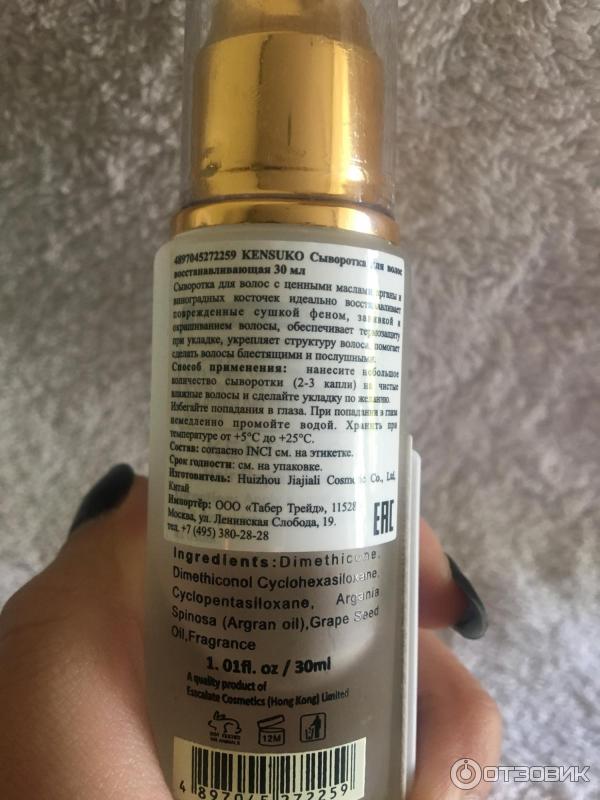 4897045272259 KENSUKO Сыворотка для волос
восстанавливающая 30 мл
Сыворотка для волос с ценными маслами арганы и
виноградных косточек идеально восстанавливает
поврежденные сушкой феном, завивкой и
окрашиванием волосы, обеспечивает термозащиту
при укладке, укрепляет структуру волоса, помогает
сделать волосы блестящими и послушными.
Способ применения: нанесите небольшое
количество сыворотки (2-3 капли) на чистые
влажные волосы и сделайте укладку по желанию.
Избегайте попадания в глаза. При попадании в глаза
немедленно промойте водой. Хранить при
температуре от +5°С до +25°С.
Состав: согласно INCI см. на этикетке.
Срок годности: см. на упаковке.
Изготовитель: Huizhou Jiajiali Cosmetic Co., Ltd,
Китай
Импортёр: ООО «Табер Трейд», 11528
Москва, ул. Ленинская Слобода, 19.
тел. +7 (495) 380-28-28
EAC
Ingredients:Dimethicone,
Dimethiconol Cyclohexasiloxane,
Cyclopentasiloxane, Argania
Spinosa (Argran oil),Grape Seed
Oil,Fragrance
1. 01fl. oz / 30ml
A quality product of
Esscalate Cosmetics (Hong Kong) Limited
12M
4 897045 272259
ОТЗОВИК